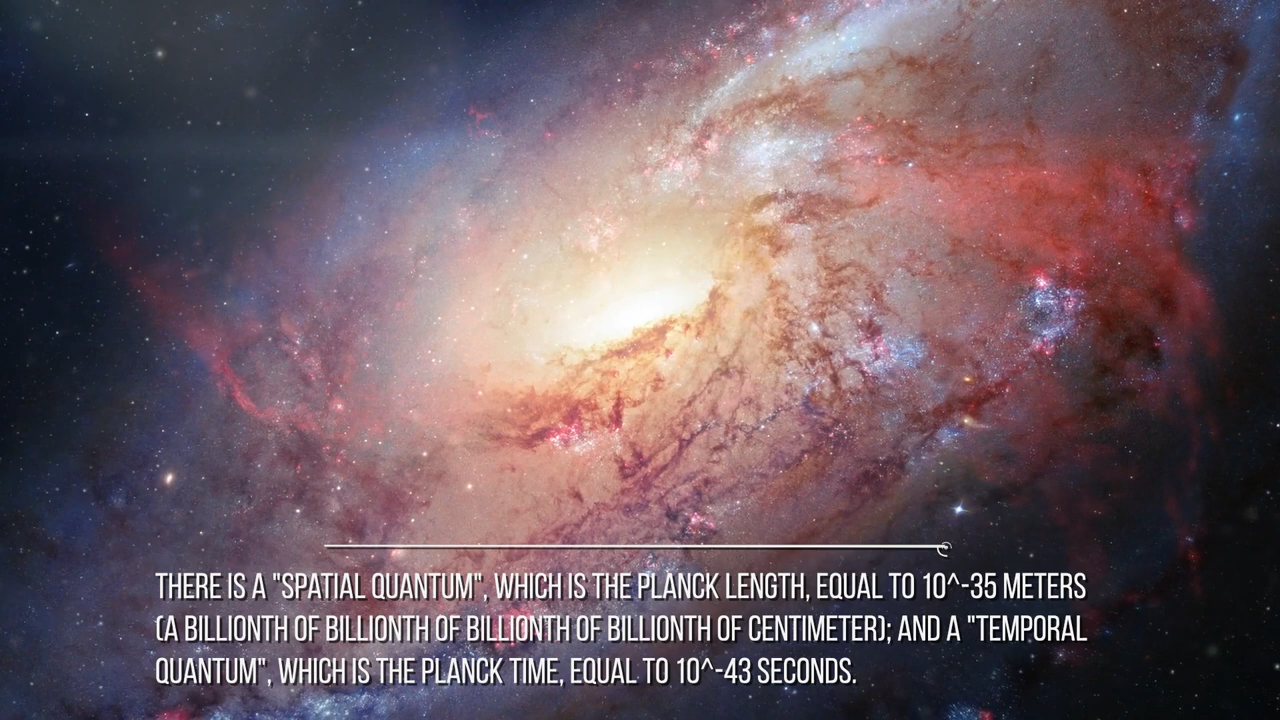 THERE IS A "SPATIAL QUANTUM", WHICH IS THE PLANCK LENGTH, EQUAL TO 10^-35 METERS
(A BILLIONTH OF BILLIONTH OF BILLIONTH OF BILLIONTH OF CENTIMETER); AND A "TEMPORAL
QUANTUM", WHICH IS THE PLANCK TIME, EQUAL TO 10^-43 SECONDS.